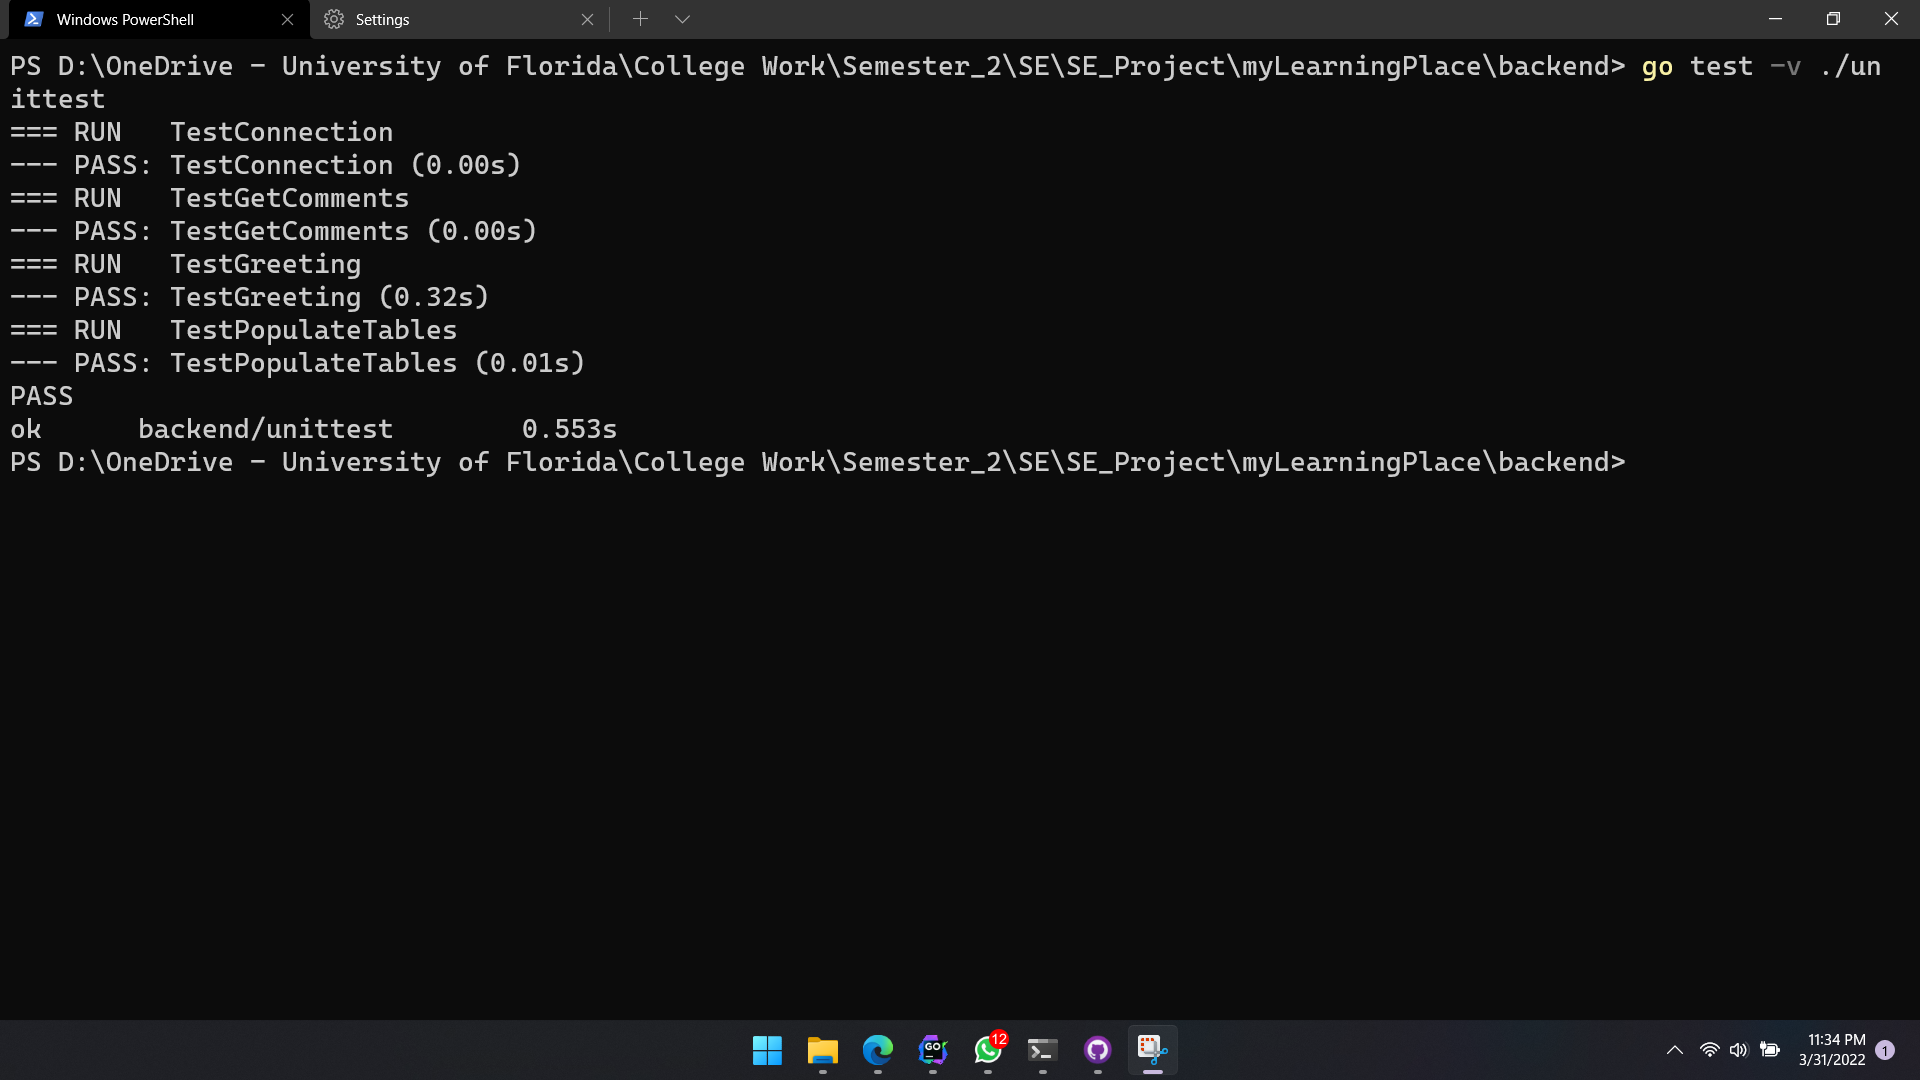 Windows PowerShell
Settings
PS D:\OneDrive - University of Florida\College Work\Semester_2\SE\SE_Project\myLearningPlace\backend> go test -v ./un
ittest
=== RUN   TestConnection
--- PASS: TestConnection (0.00s)
=== RUN   TestGetComments
--- PASS: TestGetComments (0.00s)
=== RUN   TestGreeting
--- PASS: TestGreeting (0.32s)
=== RUN   TestPopulateTables
--- PASS: TestPopulateTables (0.01s)
PASS
ok      backend/unittest        0.553s
PS D:\OneDrive - University of Florida\College Work\Semester_2\SE\SE_Project\myLearningPlace\backend>
GO
12
11:34 PM
3/31/2022
1